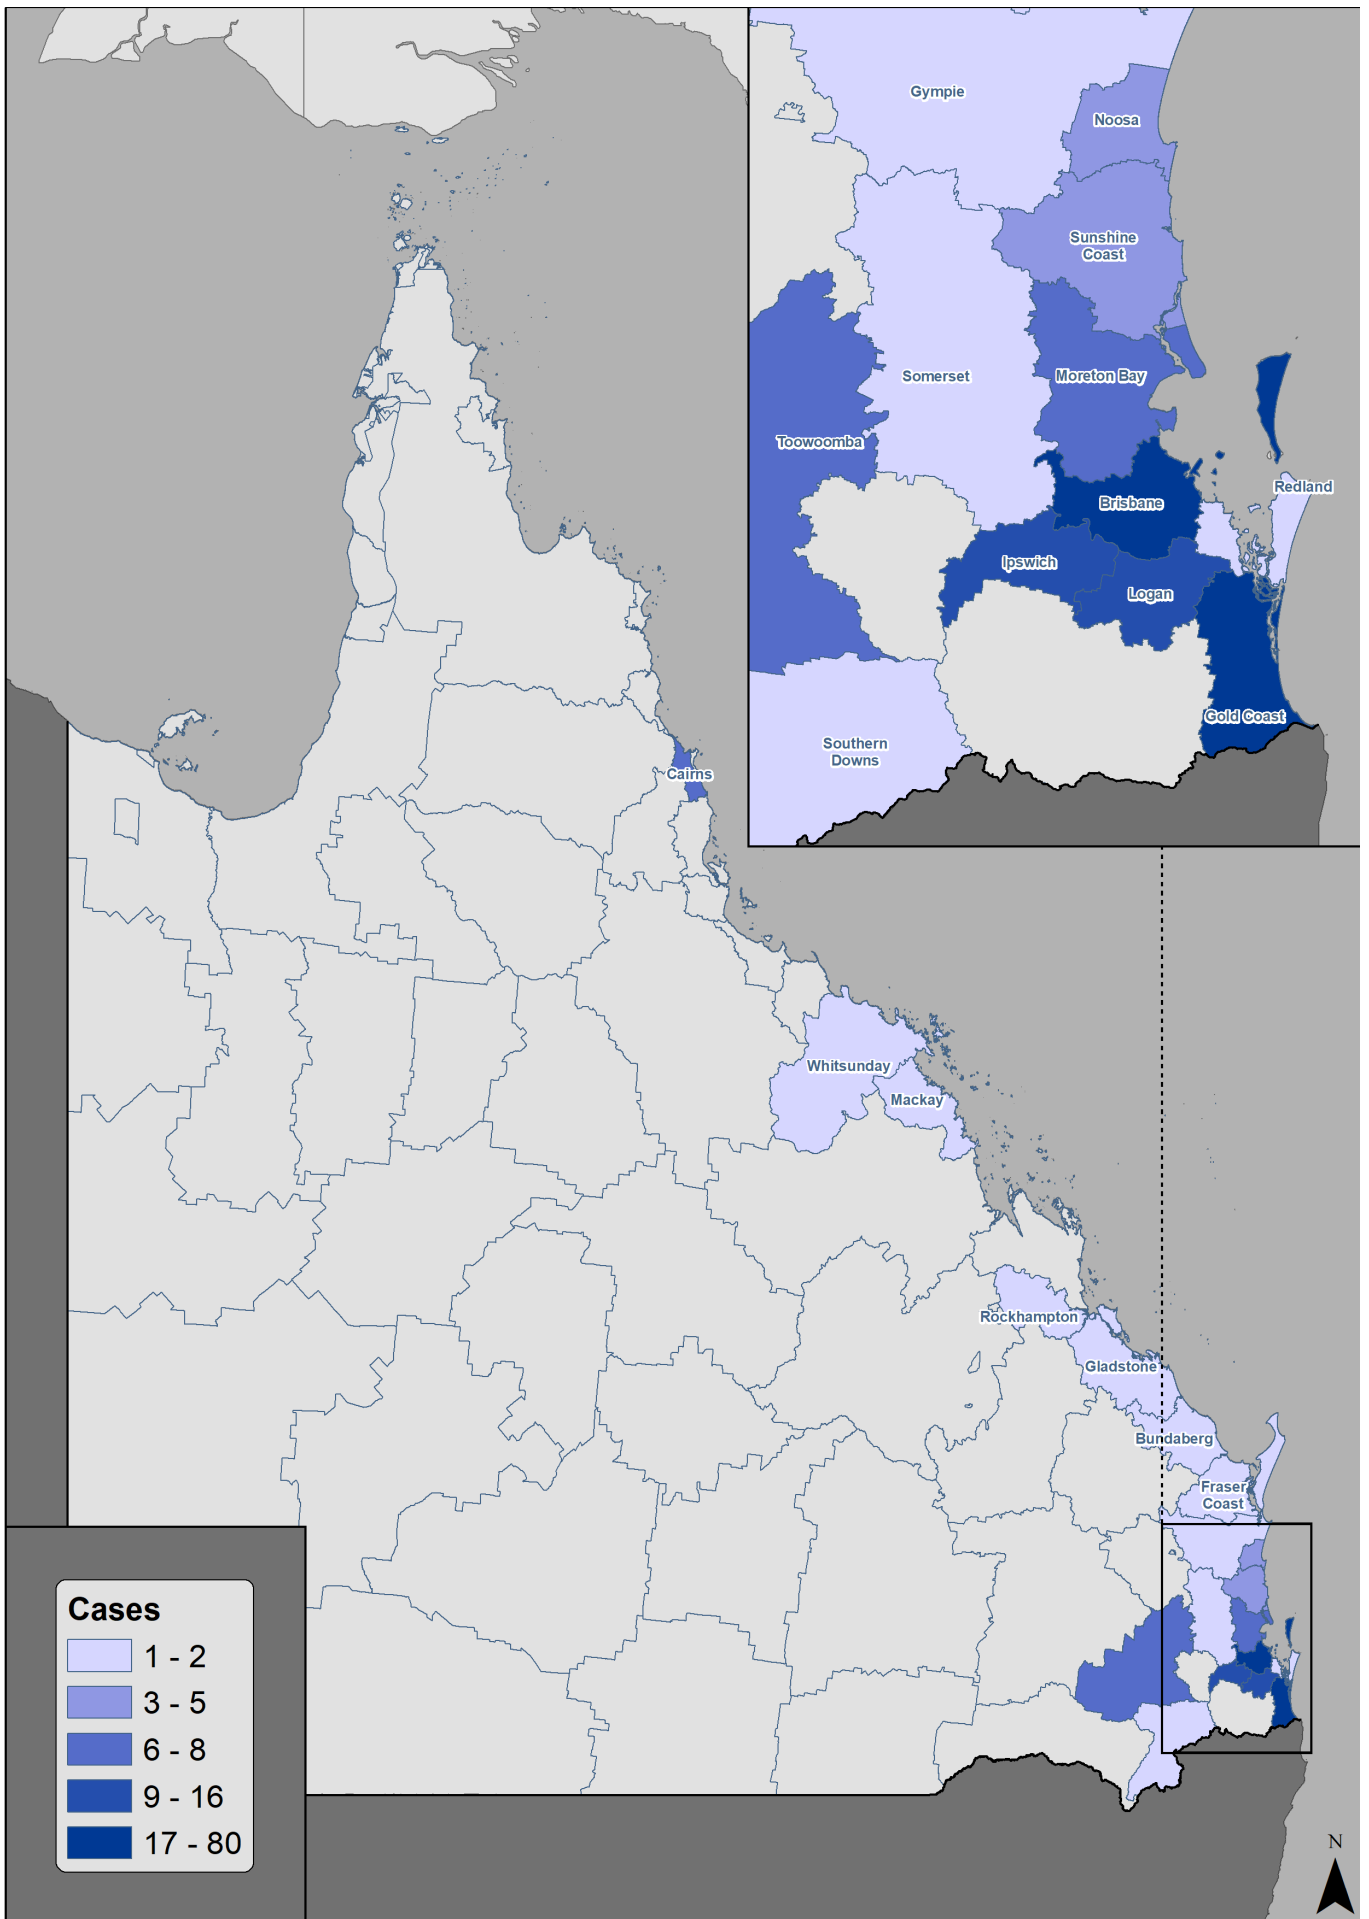 Gympie
Noosa
Sunshine
Coast
Somerset
Moreton Bay
Toowoomba
Redland
Brisbane
Ipswich
Logan
Gold Coast
Southern
Downs
Cairns
Whitsunday
Mackay
Rockhampton
Gladstone
Bundaberg
Fraser
Coast
Cases
1 - 2
3 - 5
6 - 8
9 - 16
17 - 80
N